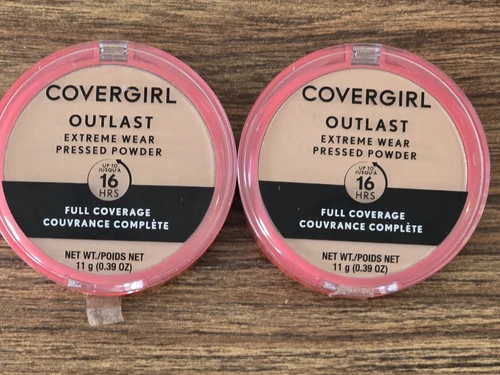 COVERGIRL
OUTLAST
EXTREME WEAR
PRESSED POWDER
UP TO
JUSQU'À
16
HRS
FULL COVERAGE
COUVRANCE COMPLÈTE
NET WT./POIDS NET
11 g (0.39 OZ)
COVERGIRL
OUTLAST
EXTREME WEAR
PRESSED POWDER
UP TO
JUSQU'À
16
HRS
FULL COVERAGE
COUVRANCE COMPLÈTE
NET WT./POIDS NET
11 g (0.39 OZ)